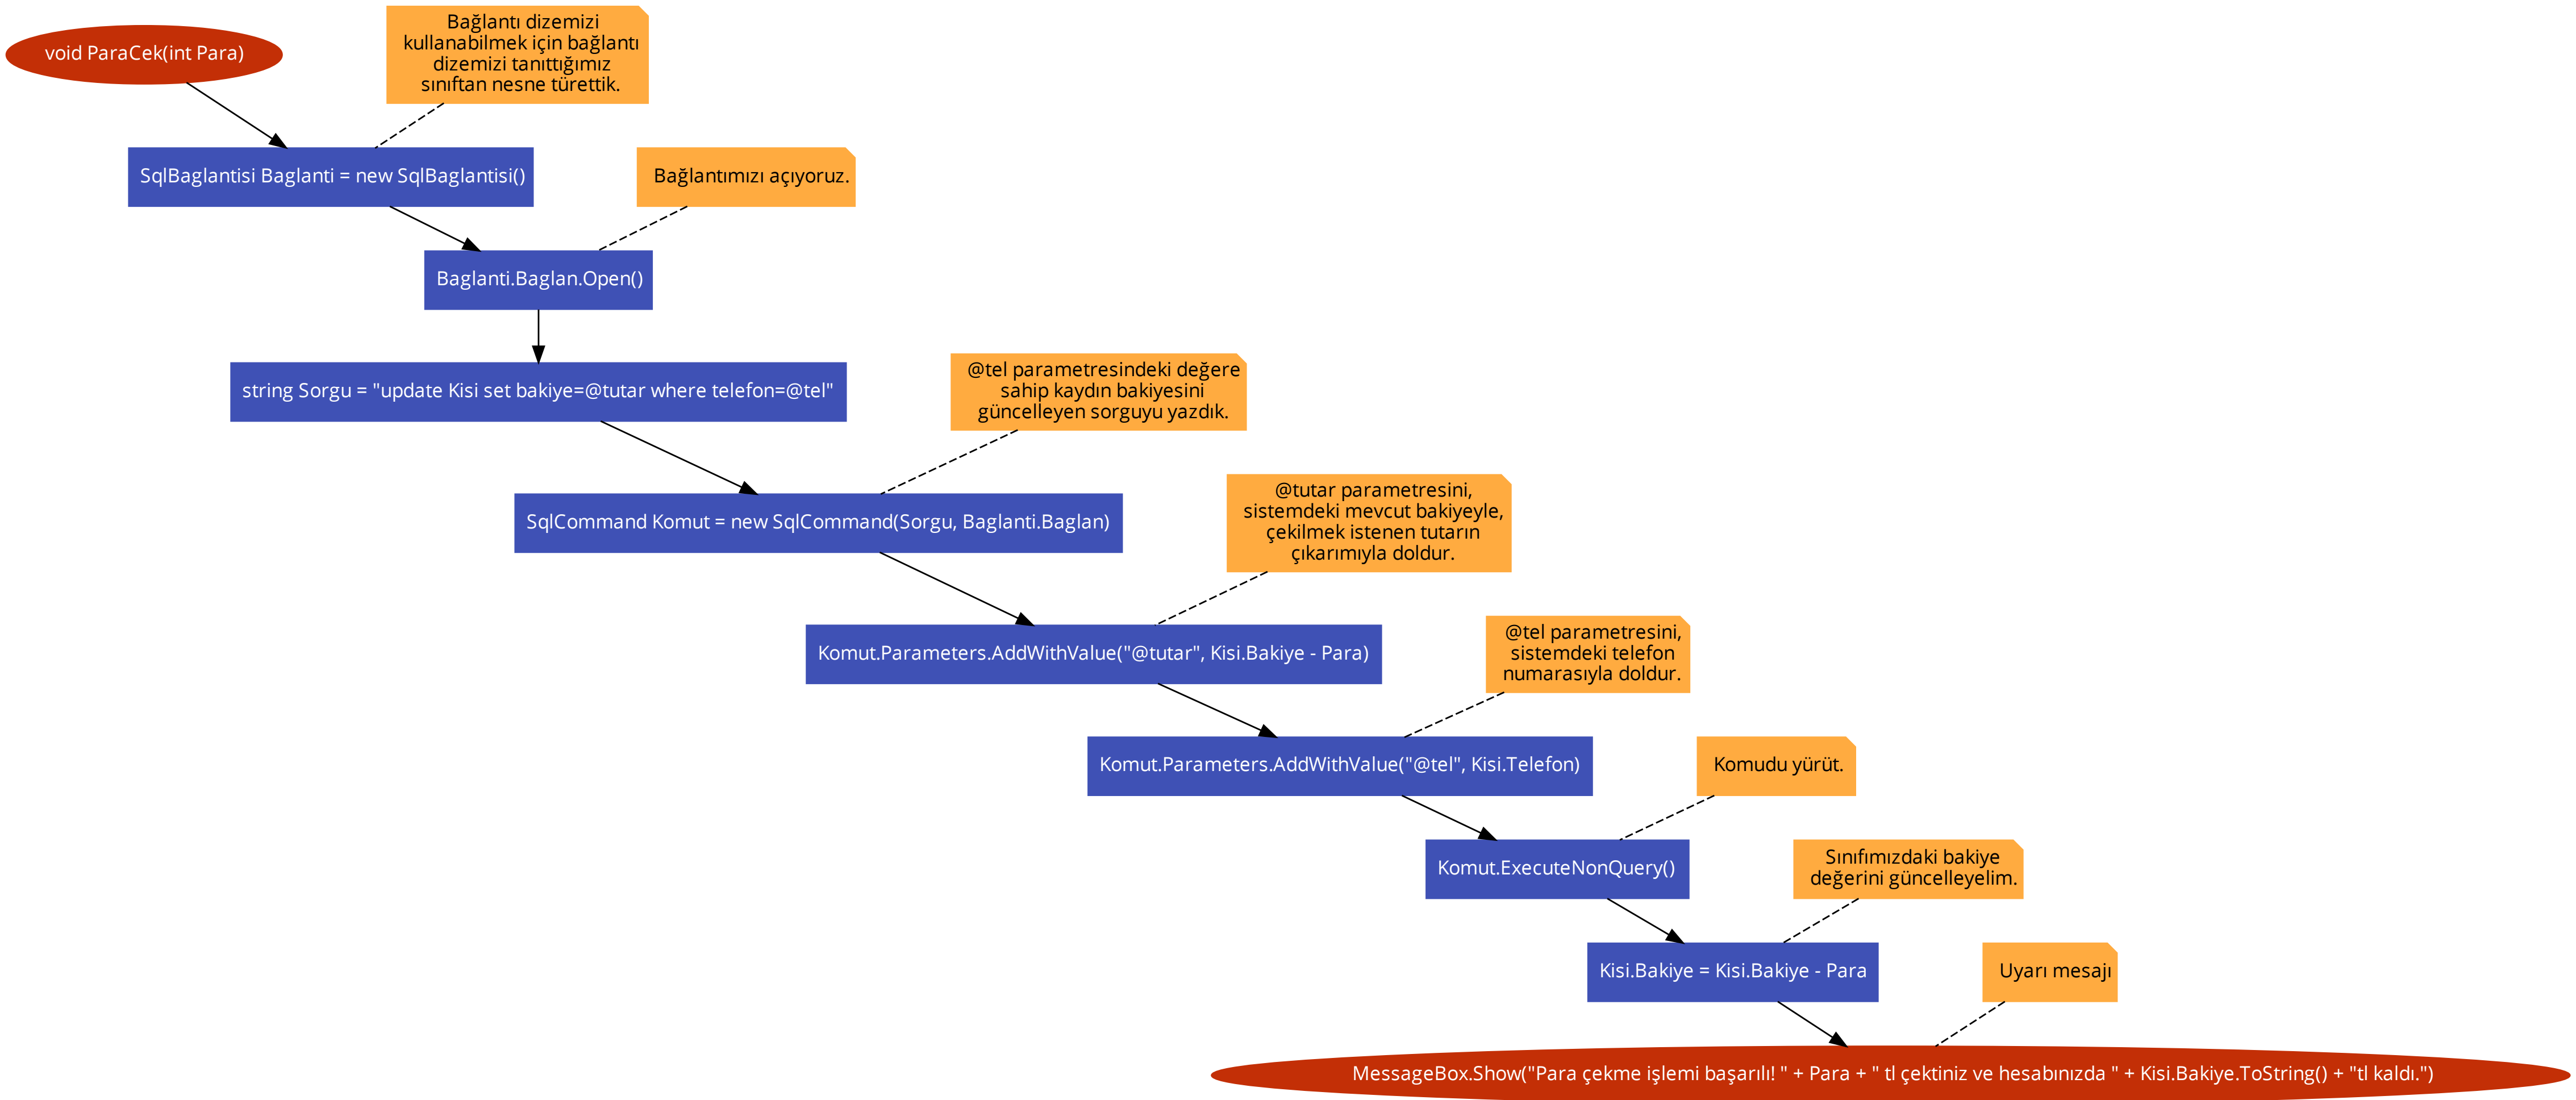 void ParaCek(int Para)
Bağlantı dizemizi
kullanabilmek için bağlantı
dizemizi tanıttığımız
sınıftan nesne türettik.
SqlBaglantisi Baglanti = new SqlBaglantisi()
Bağlantımızı açıyoruz.
Baglanti.Baglan.Open()
string Sorgu = "update Kisi set bakiye=@tutar where telefon=@tel"
@tel parametresindeki değere
sahip kaydın bakiyesini
güncelleyen sorguyu yazdık.
SqlCommand Komut = new SqlCommand(Sorgu, Baglanti.Baglan)
@tutar parametresini,
sistemdeki mevcut bakiyeyle,
çekilmek istenen tutarın
çıkarımıyla doldur.
Komut.Parameters.AddWithValue("@tutar", Kisi.Bakiye - Para)
@tel parametresini,
sistemdeki telefon
numarasıyla doldur.
Komut.Parameters.AddWithValue("@tel", Kisi.Telefon)
Komudu yürüt.
Komut.ExecuteNonQuery()
Sınıfımızdaki bakiye
değerini güncelleyelim.
Kisi.Bakiye = Kisi.Bakiye - Para
Uyarı mesajı
MessageBox.Show("Para çekme işlemi başarılı! " + Para + " tl çektiniz ve hesabınızda " + Kisi.Bakiye.ToString() + "tl kaldı.")